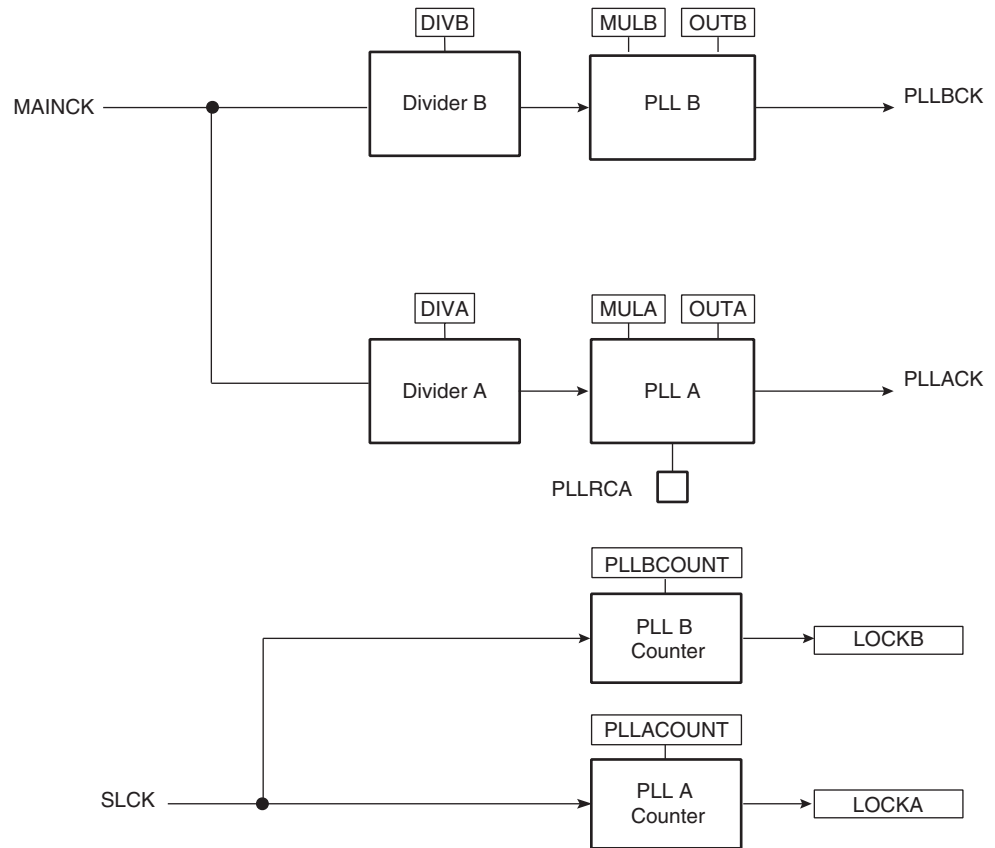 DIVB
MULB
OUTB
MAINCK
Divider B
PLL B
PLLBCK
DIVA
MULA
OUTA
Divider A
PLL A
PLLACK
PLLRCA
PLLBCOUNT
PLL B
Counter
LOCKB
PLLACOUNT
SLCK
PLL A
Counter
LOCKA